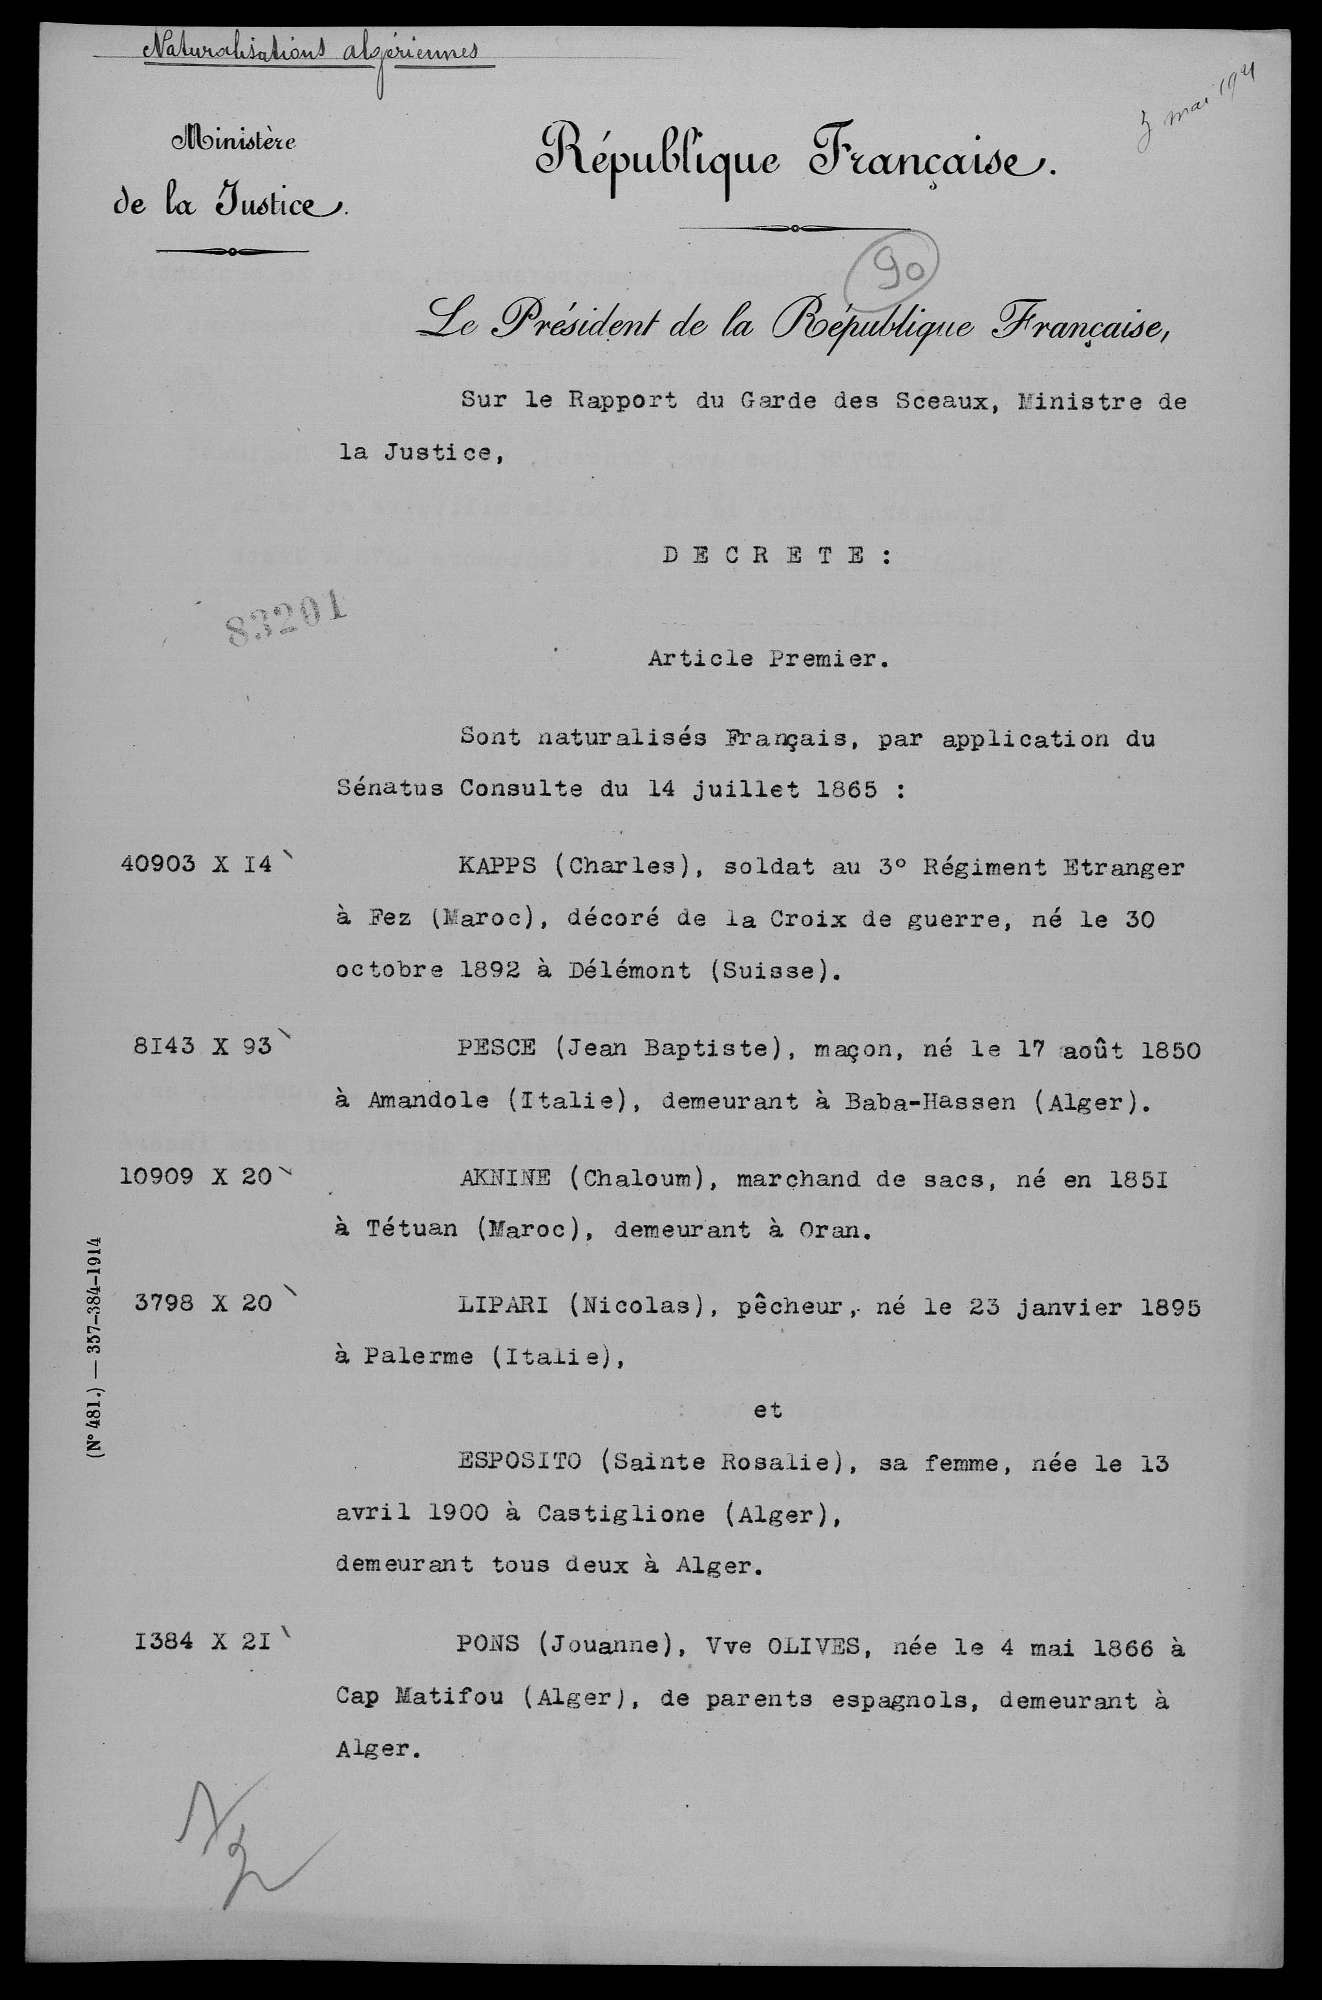 Naturalisations algériennes
3 mai 1921
Ministère
de la Justice.
République Française.
90
Le Président de la République Française,
Sur le Rapport du Garde des Sceaux, Ministre de
la Justice,
D E C R E T E :
83201
Article Premier.
Sont naturalisés Français, par application du
Sénatus Consulte du 14 juillet 1865 :
40903 X I4 KAPPS (Charles), soldat au 3° Régiment Etranger
à Fez (Maroc), décoré de la Croix de guerre, né le 30
octobre 1892 à Délémont (Suisse).
8I43 X 93 PESCE (Jean Baptiste), maçon, né le 17 août 1850
à Amandole (Italie), demeurant à Baba-Hassen (Alger).
10909 X 20 AKNINE (Chaloum), marchand de sacs, né en 185I
à Tétuan (Maroc), demeurant à Oran.
3798 X 20 LIPARI (Nicolas), pêcheur, né le 23 janvier 1895
à Palerme (Italie),
et
ESPOSITO (Sainte Rosalie), sa femme, née le 13
avril 1900 à Castiglione (Alger),
demeurant tous deux à Alger.
I384 X 2I PONS (Jouanne), Vve OLIVES, née le 4 mai 1866 à
Cap Matifou (Alger), de parents espagnols, demeurant à
Alger.
(N° 481.) — 357-384-1914